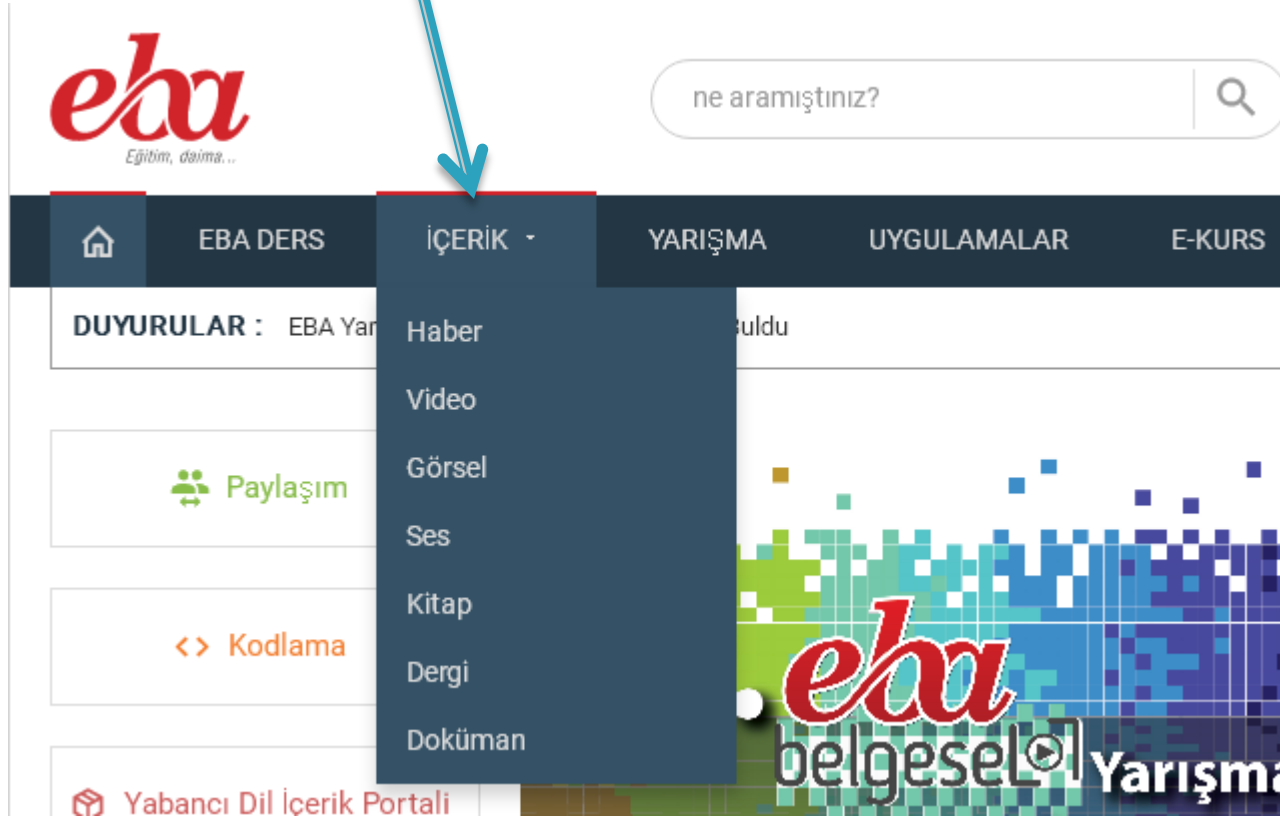 eba
Eğitim, daima...
ne aramıştınız?
EBA DERS İÇERİK YARIŞMA UYGULAMALAR E-KURS
DUYURULAR : EBA Yar
Buldu
Haber
Video
Görsel
Ses
Kitap
Dergi
Doküman
Paylaşım
Kodlama
Yabancı Dil İçerik Portali
eba
belgesel Yarışma